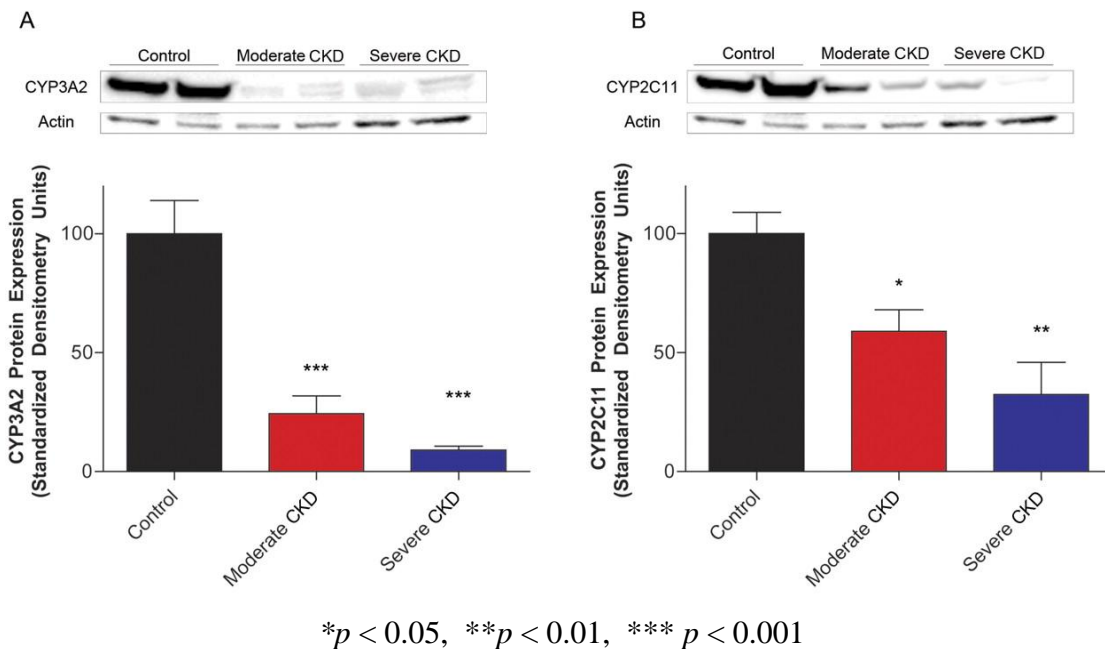 A
Control Moderate CKD Severe CKD
CYP3A2
Actin
CYP3A2 Protein Expression
(Standardized Densitometry Units)
100
50
0
***
***
Control
Moderate CKD
Severe CKD
B
Control Moderate CKD Severe CKD
CYP2C11
Actin
CYP2C11 Protein Expression
(Standardized Densitometry Units)
100
50
0
*
**
Control
Moderate CKD
Severe CKD
*p < 0.05, **p < 0.01, *** p < 0.001